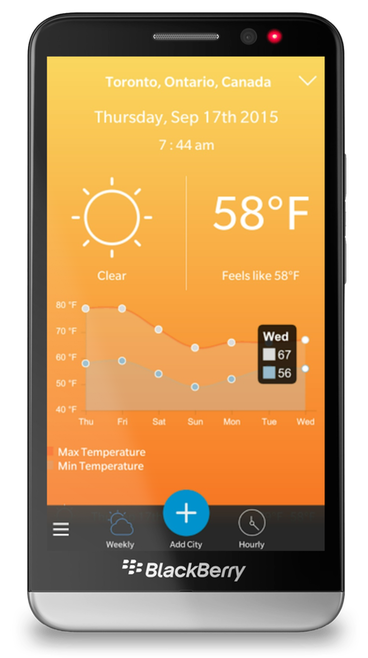 Toronto, Ontario, Canada
Thursday, Sep 17th 2015
7 : 44 am
58°F
Clear
Feels like 58°F
80 °F
70 °F
60 °F
50 °F
40 °F
Wed
67
56
Thu Fri Sat Sun Mon Tue Wed
Max Temperature
Min Temperature
Weekly
Add City
Hourly
BlackBerry